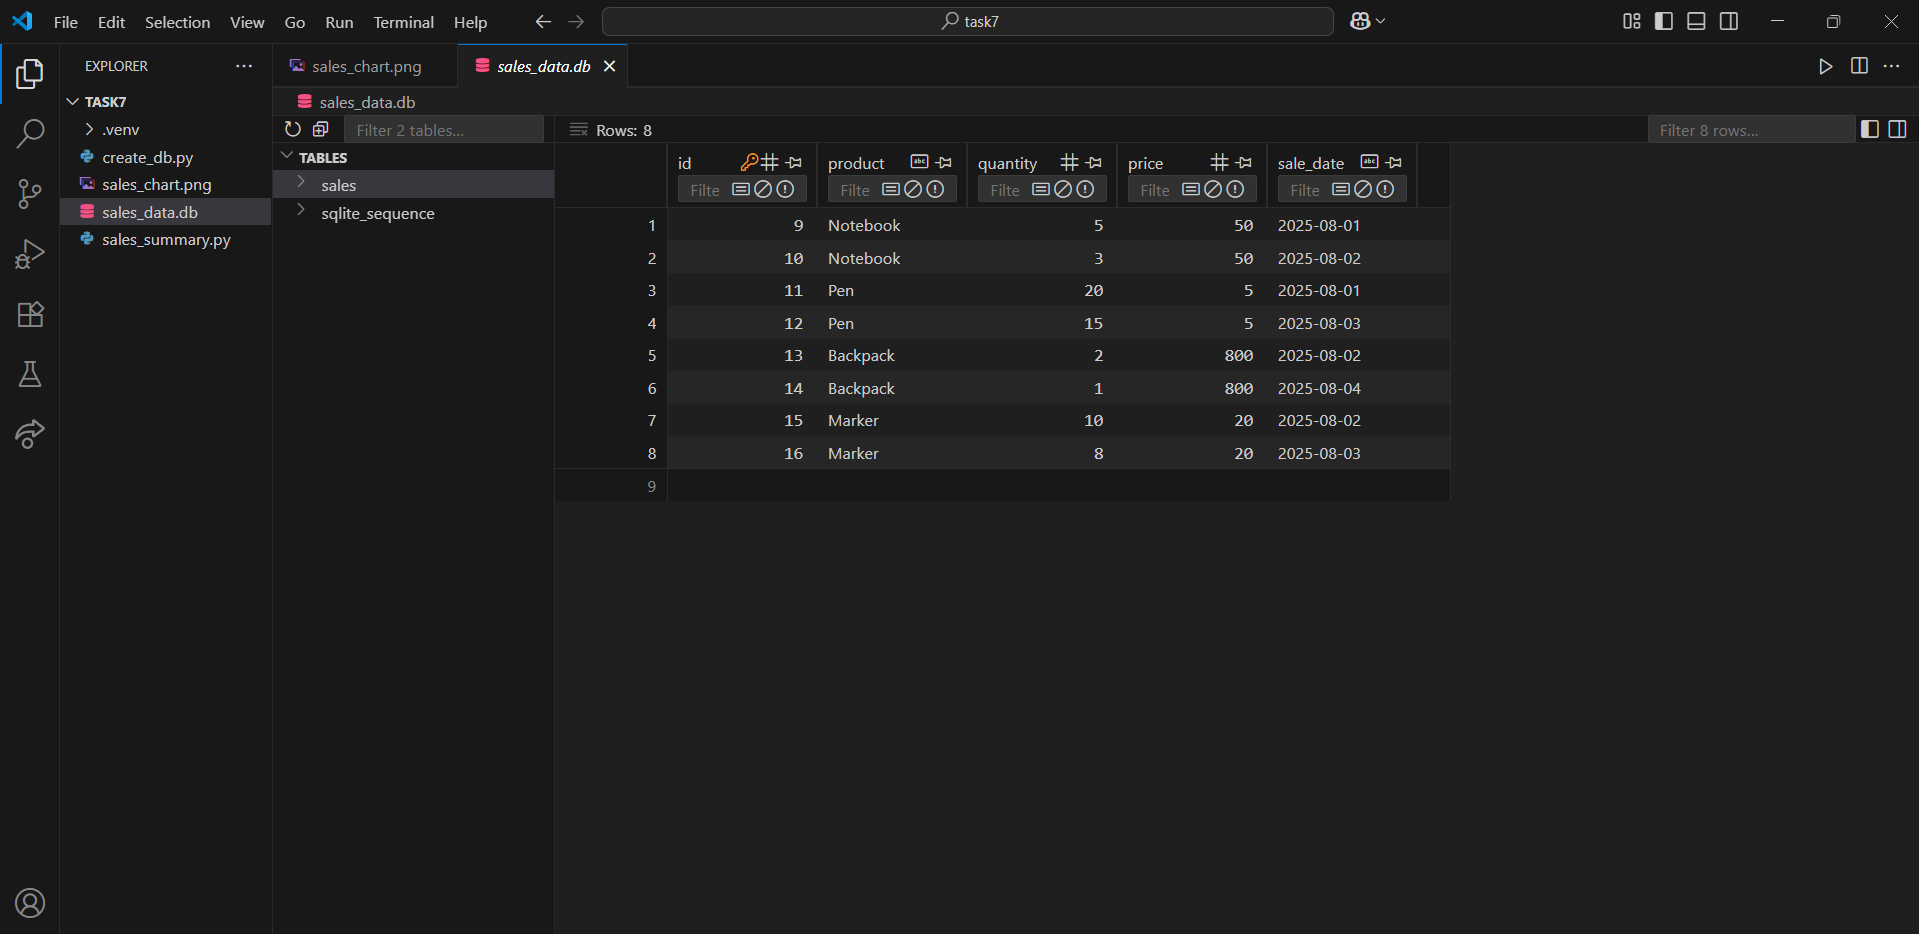 File Edit Selection View Go Run Terminal Help task7
EXPLORER
TASK7
.venv
create_db.py
sales_chart.png
sales_data.db
sales_summary.py
sales_chart.png sales_data.db
sales_data.db
Filter 2 tables...
TABLES
sales
sqlite_sequence
Rows: 8 Filter 8 rows...
id product abc quantity price sale_date abc
Filte Filte Filte Filte Filte
1 9 Notebook 5 50 2025-08-01
2 10 Notebook 3 50 2025-08-02
3 11 Pen 20 5 2025-08-01
4 12 Pen 15 5 2025-08-03
5 13 Backpack 2 800 2025-08-02
6 14 Backpack 1 800 2025-08-04
7 15 Marker 10 20 2025-08-02
8 16 Marker 8 20 2025-08-03
9